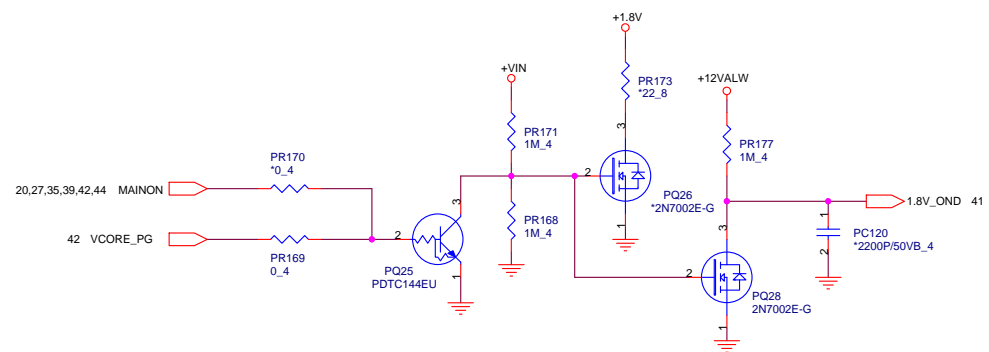 +1.8V
+VIN
PR173
*22_8
+12VALW
PR171
1M_4
3
PR177
1M_4
PR170
*0_4
20,27,35,39,42,44 MAINON
2
PQ26
*2N7002E-G
3
PR168
1M_4
1
1.8V_OND 41
42 VCORE_PG
2
3
1
PC120
*2200P/50VB_4
2
PR169
0_4
PQ25
PDTC144EU
1
2
PQ28
2N7002E-G
1